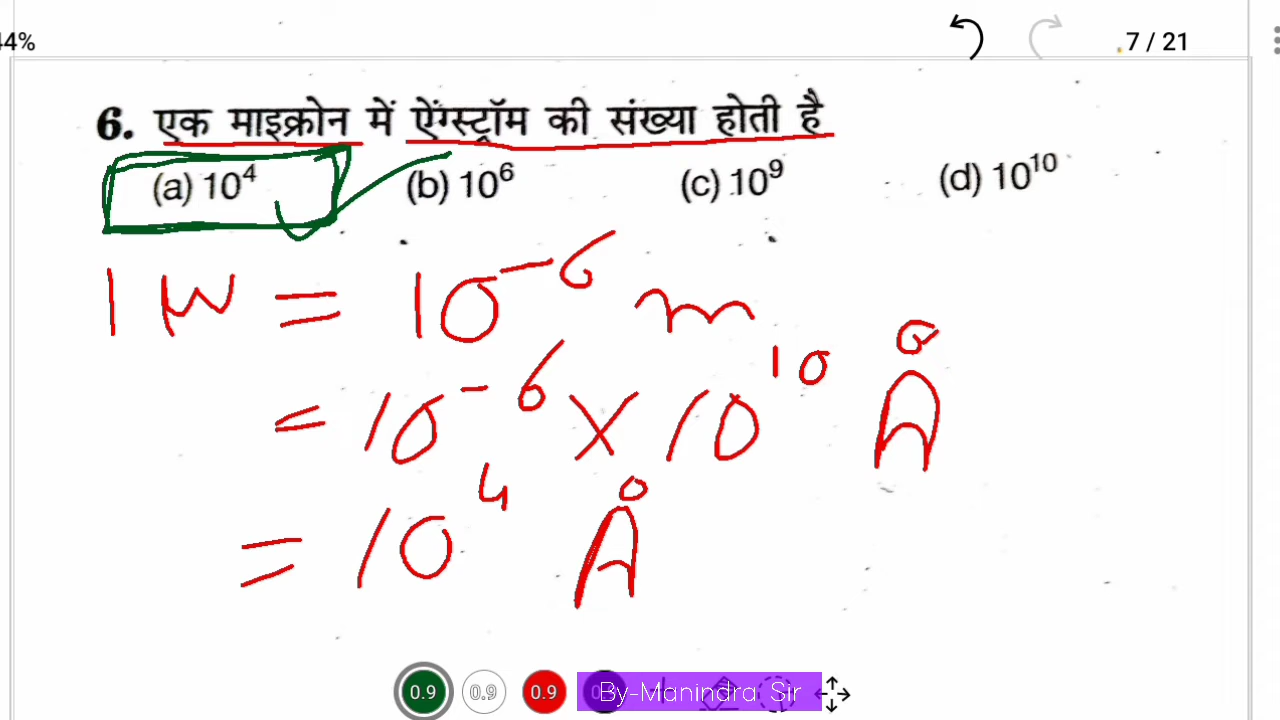 44%
7 / 21
6. एक माइक्रोन में ऐंग्स्ट्रॉम की संख्या होती है
(a) 10⁴ (b) 10⁶ (c) 10⁹ (d) 10¹⁰
1 μ = 10⁻⁶ m
= 10⁻⁶ × 10¹⁰ Å
= 10⁴ Å
0.9 0.9 0.9 By-Manindra Sir